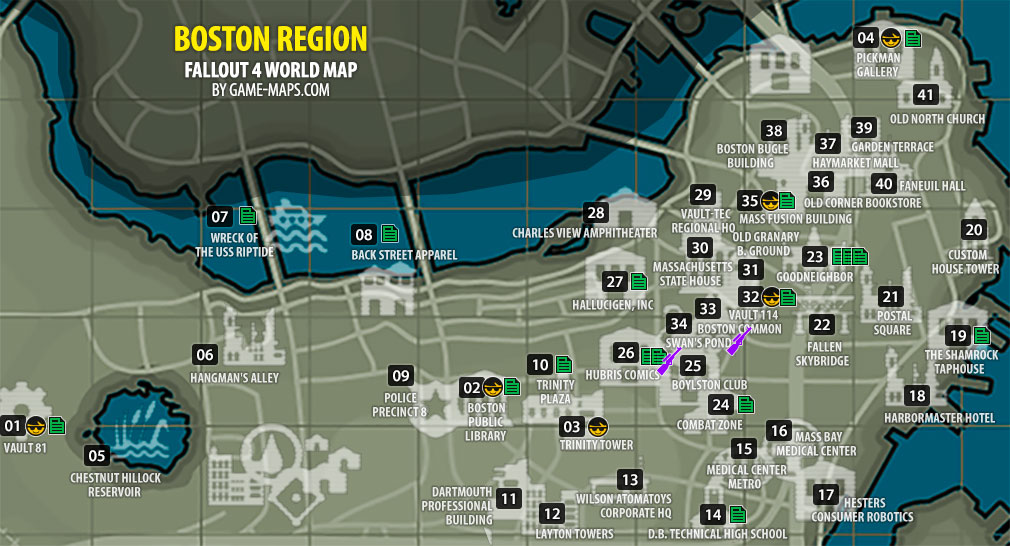 BOSTON REGION
FALLOUT 4 WORLD MAP
BY GAME-MAPS.COM
04
PICKMAN
GALLERY
41
OLD NORTH CHURCH
38
BOSTON BUGLE
BUILDING
37
HAYMARKET MALL
39
GARDEN TERRACE
36
OLD CORNER BOOKSTORE
40
FANEUIL HALL
07
WRECK OF
THE USS RIPTIDE
08
BACK STREET APPAREL
28
CHARLES VIEW AMPHITHEATER
29
VAULT-TEC
REGIONAL HQ
35
MASS FUSION BUILDING
OLD GRANARY
B. GROUND
31
30
MASSACHUSETTS
STATE HOUSE
23
GOODNEIGHBOR
20
CUSTOM
HOUSE TOWER
27
HALLUCIGEN, INC
32
VAULT 114
33
BOSTON COMMON
34
SWAN'S POND
21
POSTAL
SQUARE
22
FALLEN
SKYBRIDGE
19
THE SHAMROCK
TAPHOUSE
06
HANGMAN'S ALLEY
09
POLICE
PRECINCT 8
02
BOSTON
PUBLIC
LIBRARY
10
TRINITY
PLAZA
26
HUBRIS COMICS
25
BOYLSTON CLUB
24
COMBAT ZONE
18
HARBORMASTER HOTEL
01
VAULT 81
05
CHESTNUT HILLOCK
RESERVOIR
03
TRINITY TOWER
16
MASS BAY
MEDICAL CENTER
15
MEDICAL CENTER
METRO
13
WILSON ATOMATOYS
CORPORATE HQ
DARTMOUTH
PROFESSIONAL
BUILDING
11
12
LAYTON TOWERS
14
D.B. TECHNICAL HIGH SCHOOL
17
HESTERS
CONSUMER ROBOTICS